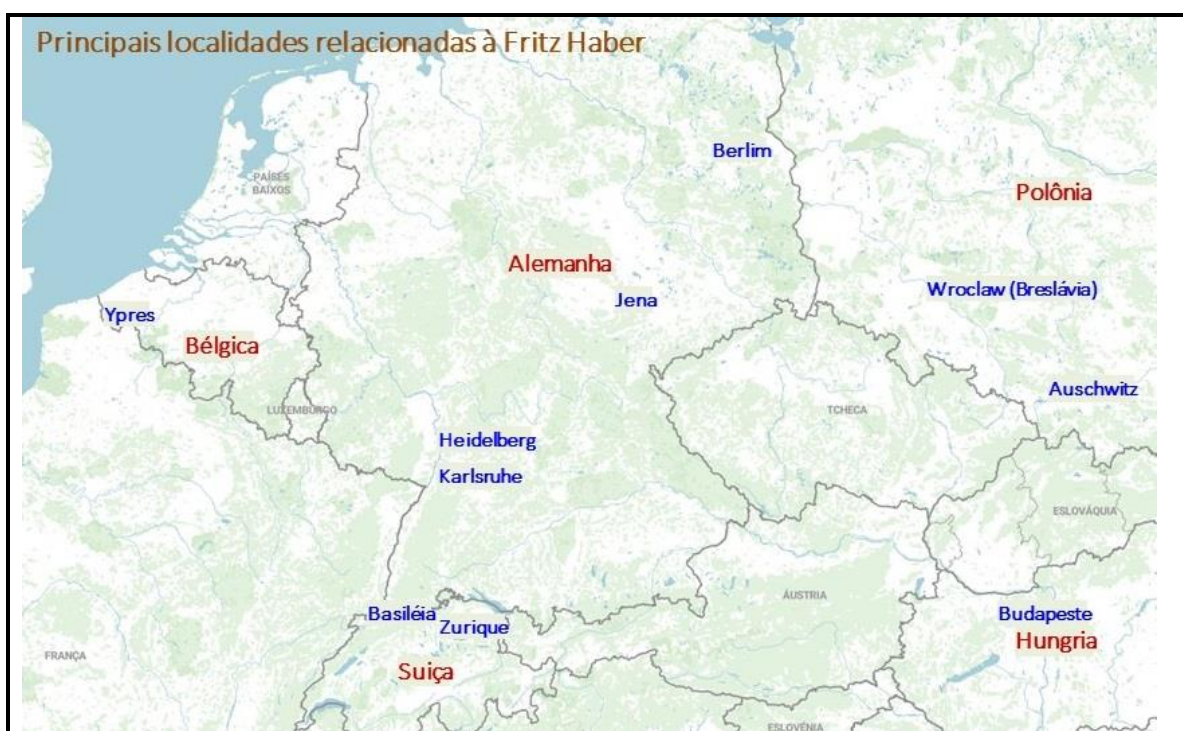 Principais localidades relacionadas à Fritz Haber
Berlim
PAÍSES
BAIXOS
Polônia
Alemanha
Jena
Wroclaw (Breslávia)
Ypres
Bélgica
Auschwitz
LUXEMBURGO
TCHECA
Heidelberg
Karlsruhe
ESLOVÁQUIA
ÁUSTRIA
Basiléia
Zurique
Budapeste
Hungria
FRANÇA
Suiça
ESLOVÉNIA